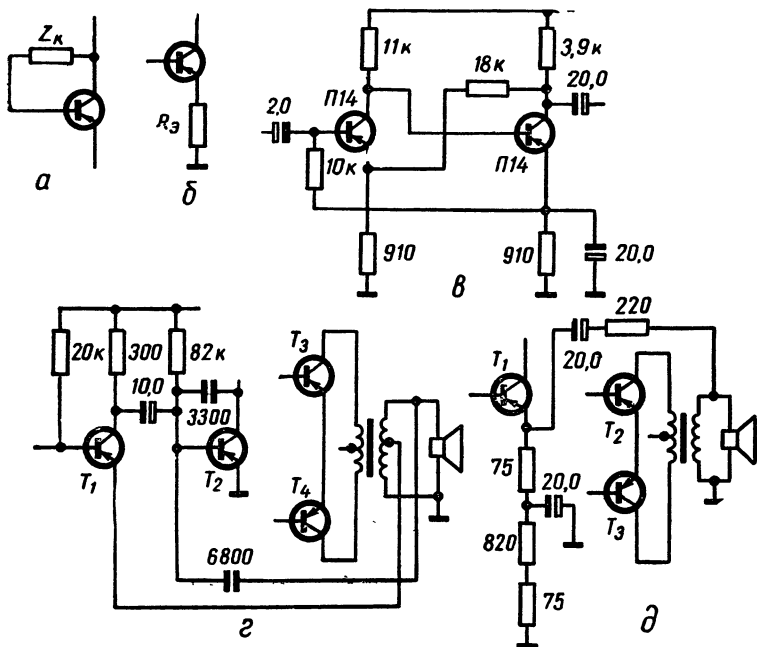 Zк
Rэ
а
б
11к
18к
3,9к
20,0
2,0
П14
П14
10к
910
910
20,0
в
20к
300
82к
10,0
3300
T₁
T₂
T₃
T₄
6800
г
T₁
20,0
220
75
20,0
820
75
T₂
T₃
д